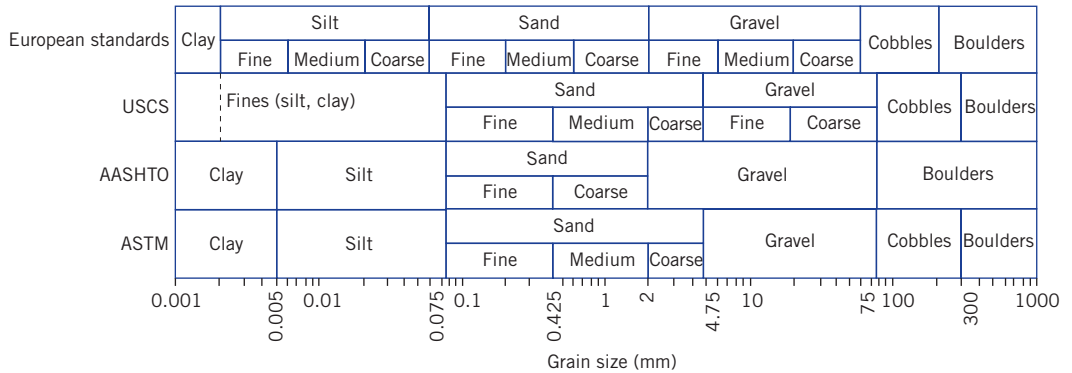 Silt Sand Gravel
European standards Clay Cobbles Boulders
Fine Medium Coarse Fine Medium Coarse Fine Medium Coarse
Sand Gravel
USCS Fines (silt, clay) Cobbles Boulders
Fine Medium Coarse Fine Coarse
Sand
AASHTO Clay Silt Gravel Boulders
Fine Coarse
Sand
ASTM Clay Silt Gravel Cobbles Boulders
Fine Medium Coarse
0.001 0.005 0.01 0.075 0.1 0.425 1 2 4.75 10 75 100 300 1000
Grain size (mm)